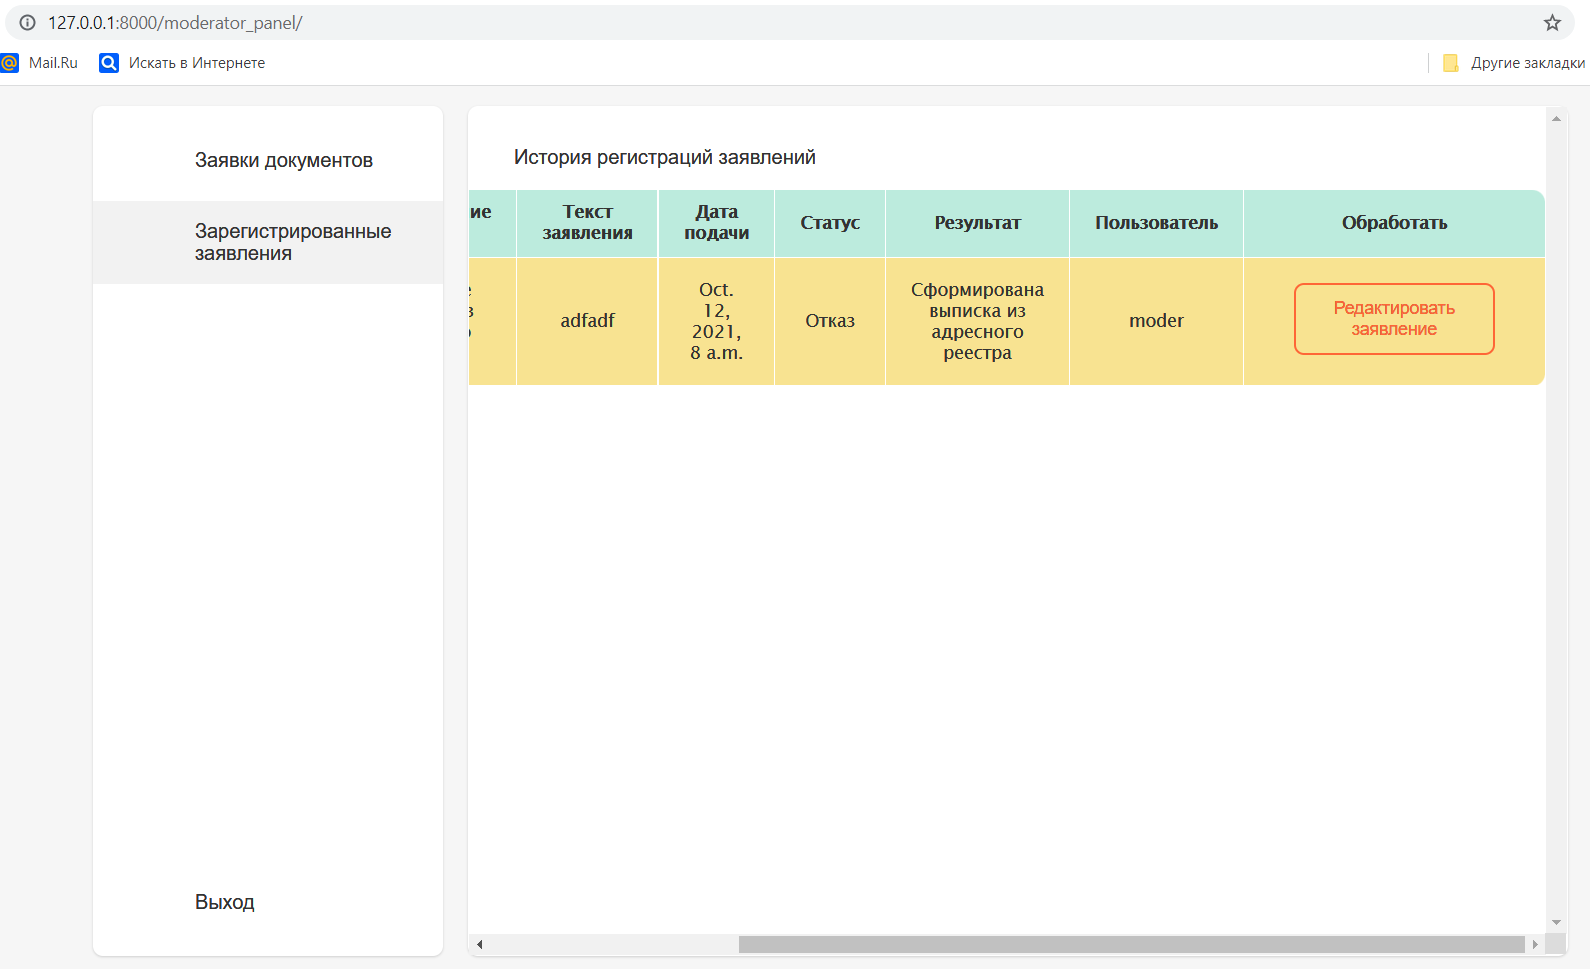 127.0.0.1:8000/moderator_panel/
Mail.Ru
Искать в Интернете
Другие закладки
Заявки документов
Зарегистрированные
заявления
Выход
История регистраций заявлений
ие
Текст
заявления
Дата
подачи
Статус
Результат
Пользователь
Обработать
adfadf
Oct.
12,
2021,
8 a.m.
Отказ
Сформирована
выписка из
адресного
реестра
moder
Редактировать
заявление